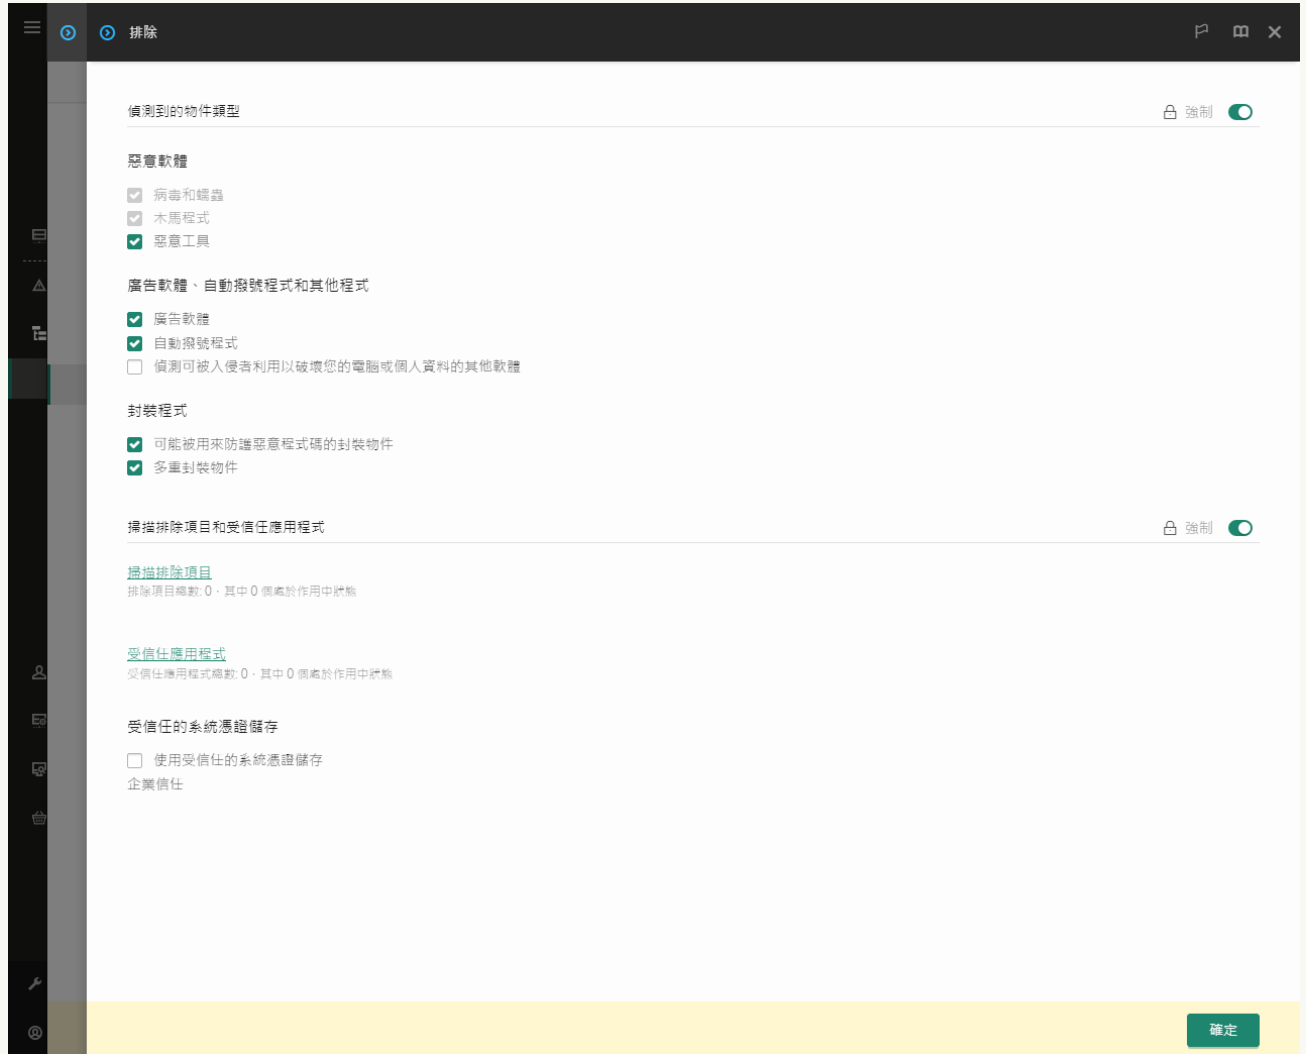 排除
偵測到的物件類型
強制
惡意軟體
病毒和蠕蟲
木馬程式
惡意工具
廣告軟體、自動撥號程式和其他程式
廣告軟體
自動撥號程式
偵測可被入侵者利用以破壞您的電腦或個人資料的其他軟體
封裝程式
可能被用來防護惡意程式碼的封裝物件
多重封裝物件
掃描排除項目和受信任應用程式
強制
掃描排除項目
排除項目總數: 0，其中 0 個處於作用中狀態
受信任應用程式
受信任應用程式總數: 0，其中 0 個處於作用中狀態
受信任的系統憑證儲存
使用受信任的系統憑證儲存
企業信任
確定